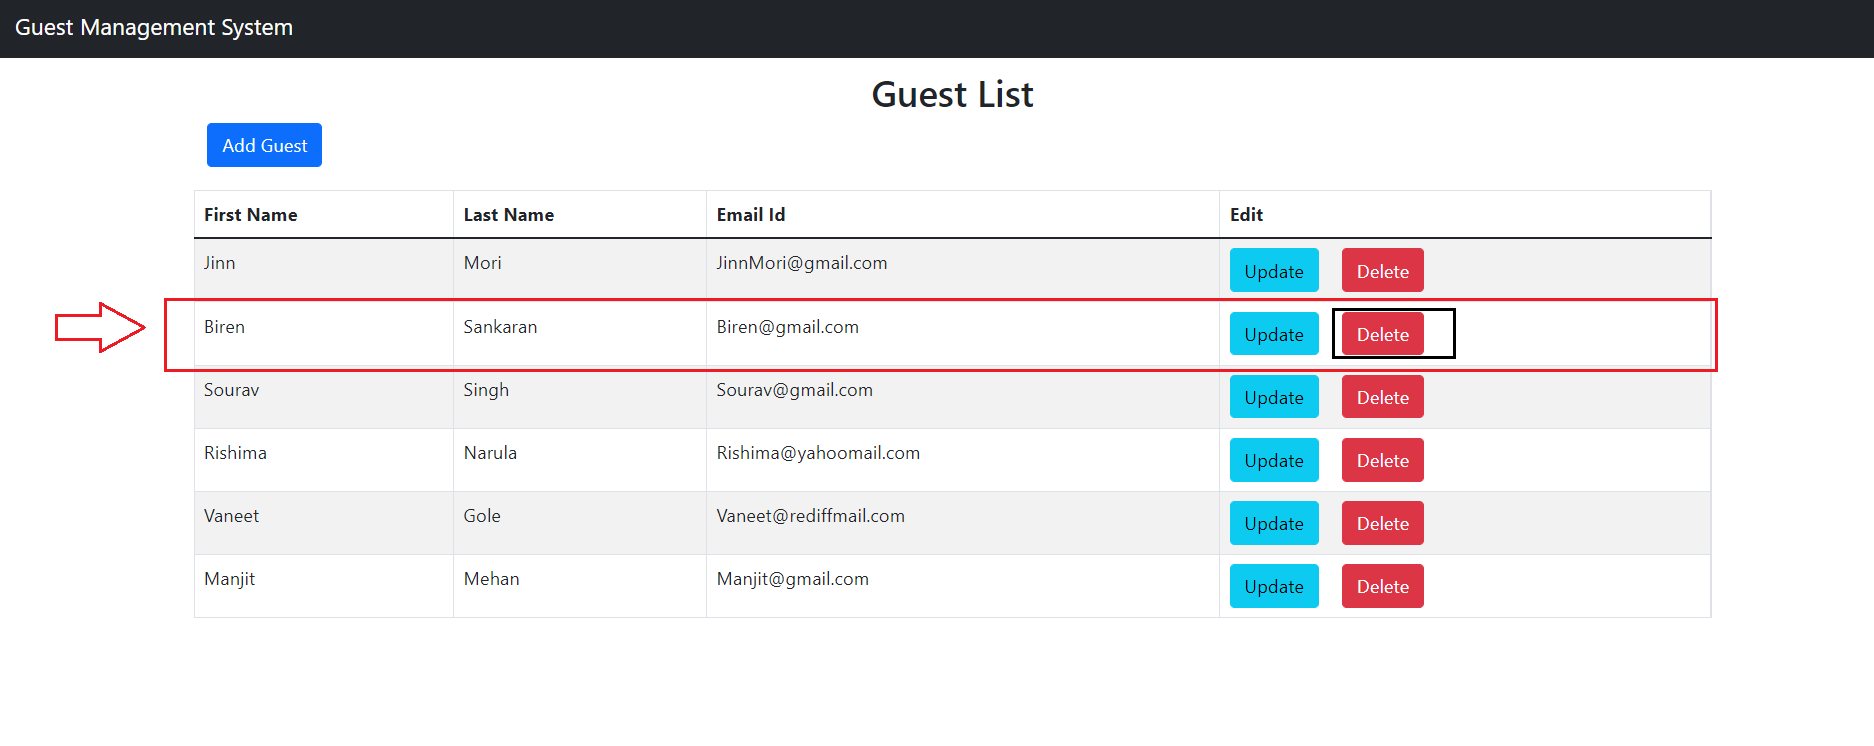 Guest Management System
Guest List
Add Guest
First Name Last Name Email Id Edit
Jinn Mori JinnMori@gmail.com Update Delete
Biren Sankaran Biren@gmail.com Update Delete
Sourav Singh Sourav@gmail.com Update Delete
Rishima Narula Rishima@yahoomail.com Update Delete
Vaneet Gole Vaneet@rediffmail.com Update Delete
Manjit Mehan Manjit@gmail.com Update Delete